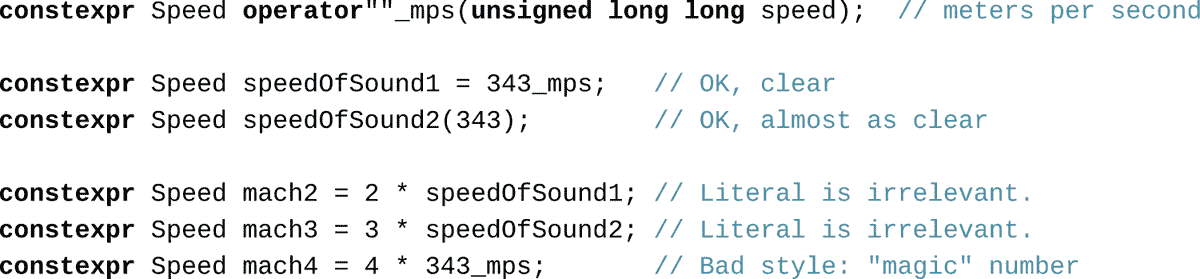 constexpr Speed operator""_mps(unsigned long long speed);  // meters per second
constexpr Speed speedOfSound1 = 343_mps;   // OK, clear
constexpr Speed speedOfSound2(343);        // OK, almost as clear
constexpr Speed mach2 = 2 * speedOfSound1; // Literal is irrelevant.
constexpr Speed mach3 = 3 * speedOfSound2; // Literal is irrelevant.
constexpr Speed mach4 = 4 * 343_mps;       // Bad style: "magic" number